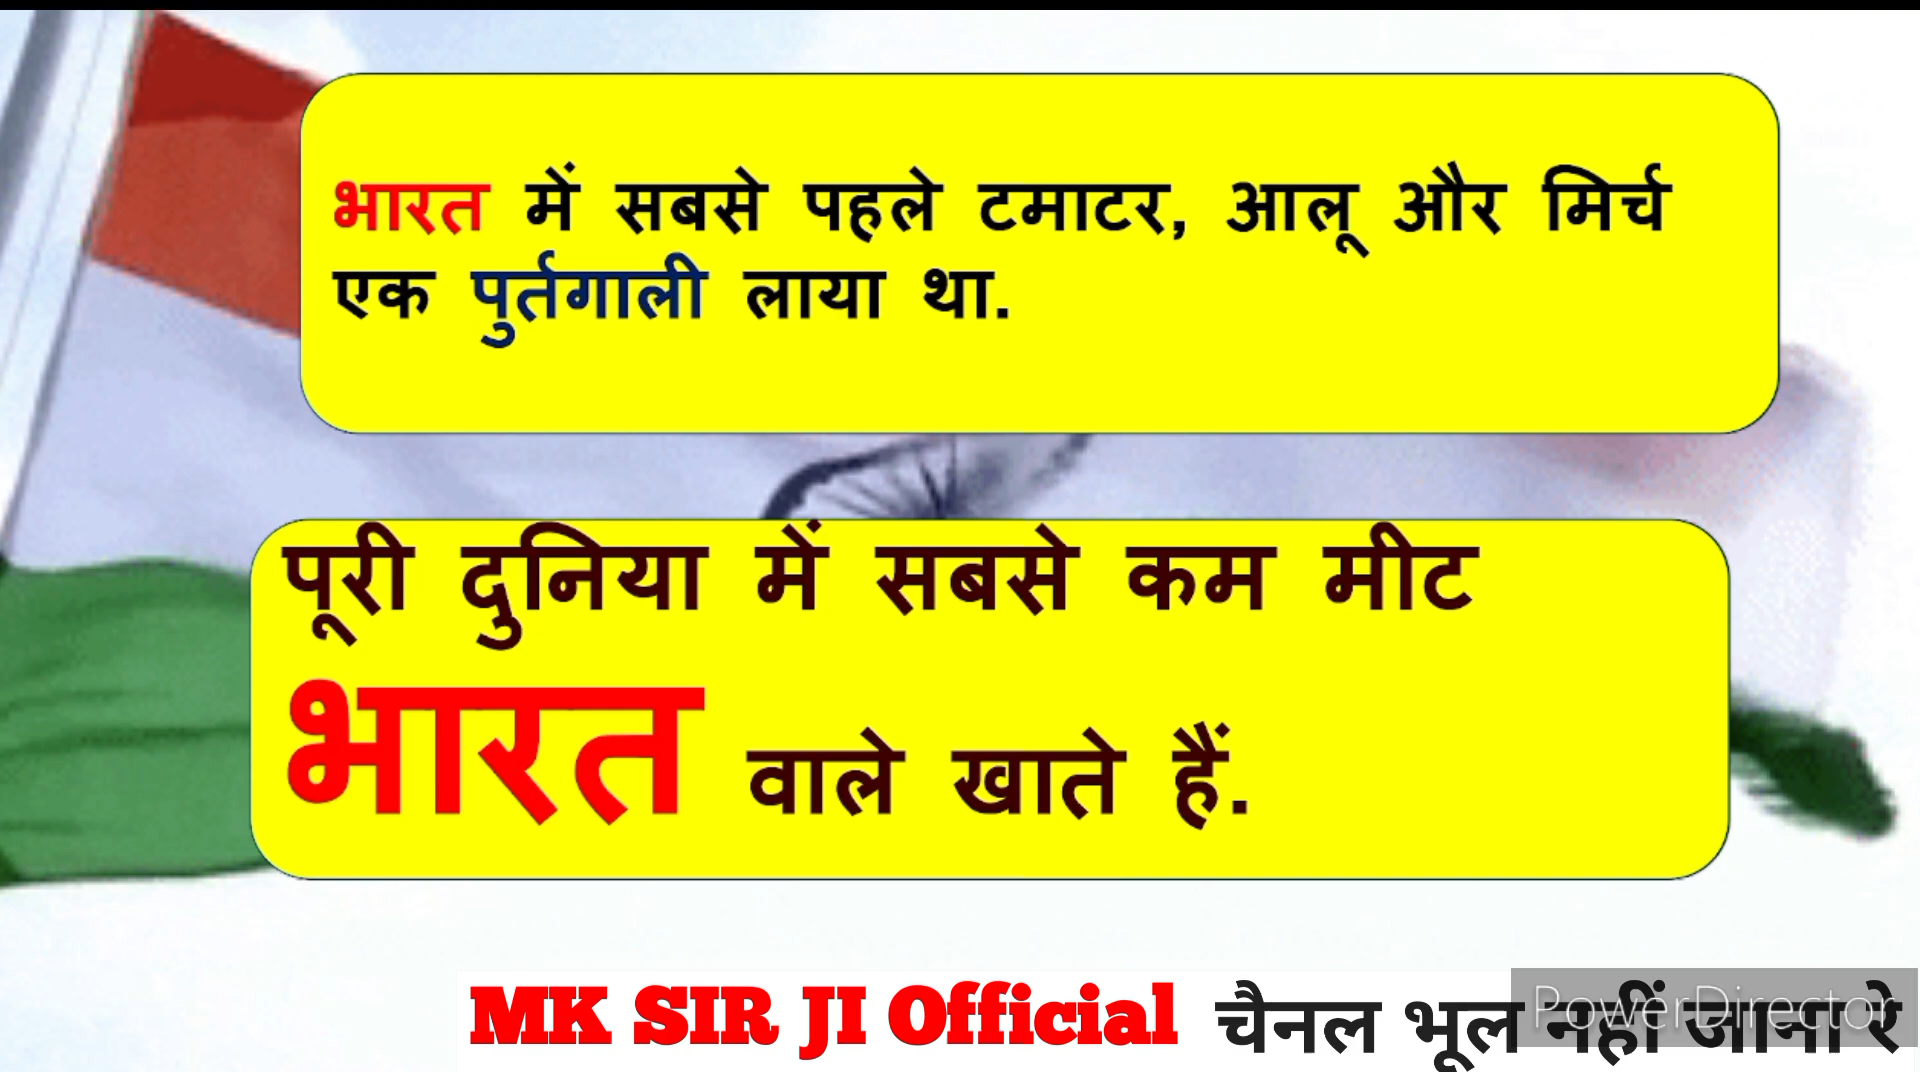 भारत में सबसे पहले टमाटर, आलू और मिर्च
एक पुर्तगाली लाया था.
पूरी दुनिया में सबसे कम मीट
भारत वाले खाते हैं.
MK SIR JI Official चैनल भूल नहीं जाना रे
PowerDirector